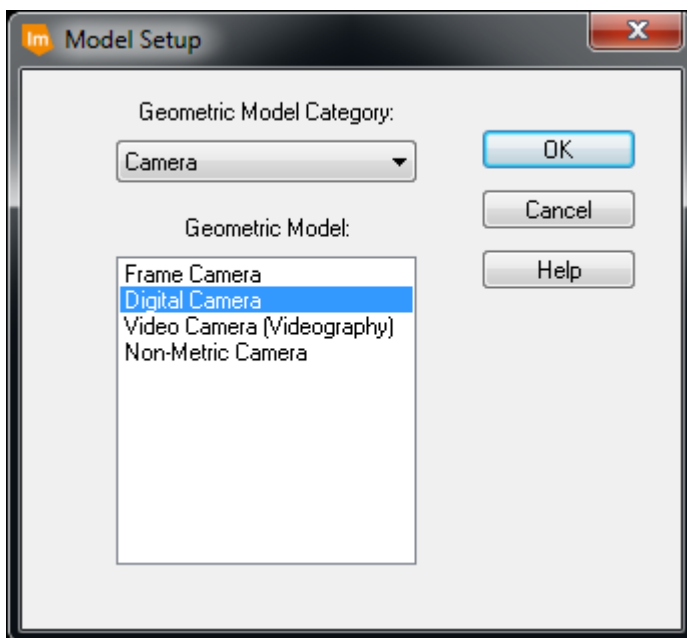 Im Model Setup
x
Geometric Model Category:
Camera
OK
Cancel
Geometric Model:
Help
Frame Camera
Digital Camera
Video Camera (Videography)
Non-Metric Camera